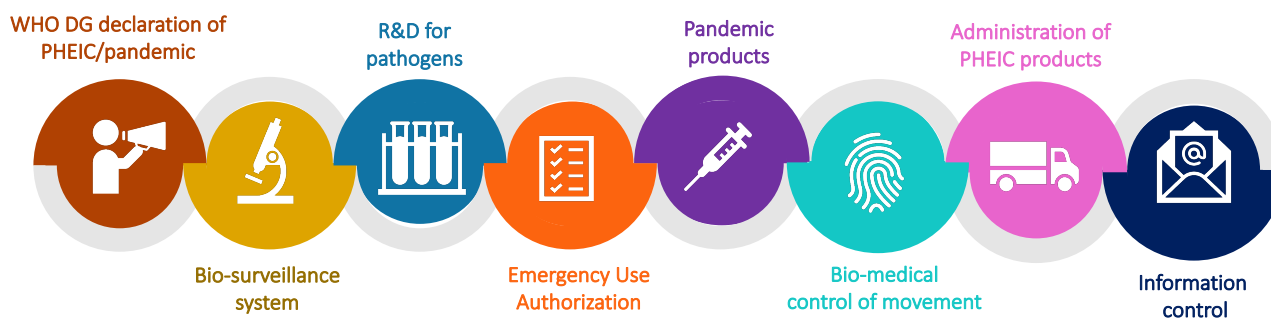 WHO DG declaration of
PHEIC/pandemic
Bio-surveillance
system
R&D for
pathogens
Emergency Use
Authorization
Pandemic
products
Bio-medical
control of movement
Administration of
PHEIC products
@
Information
control